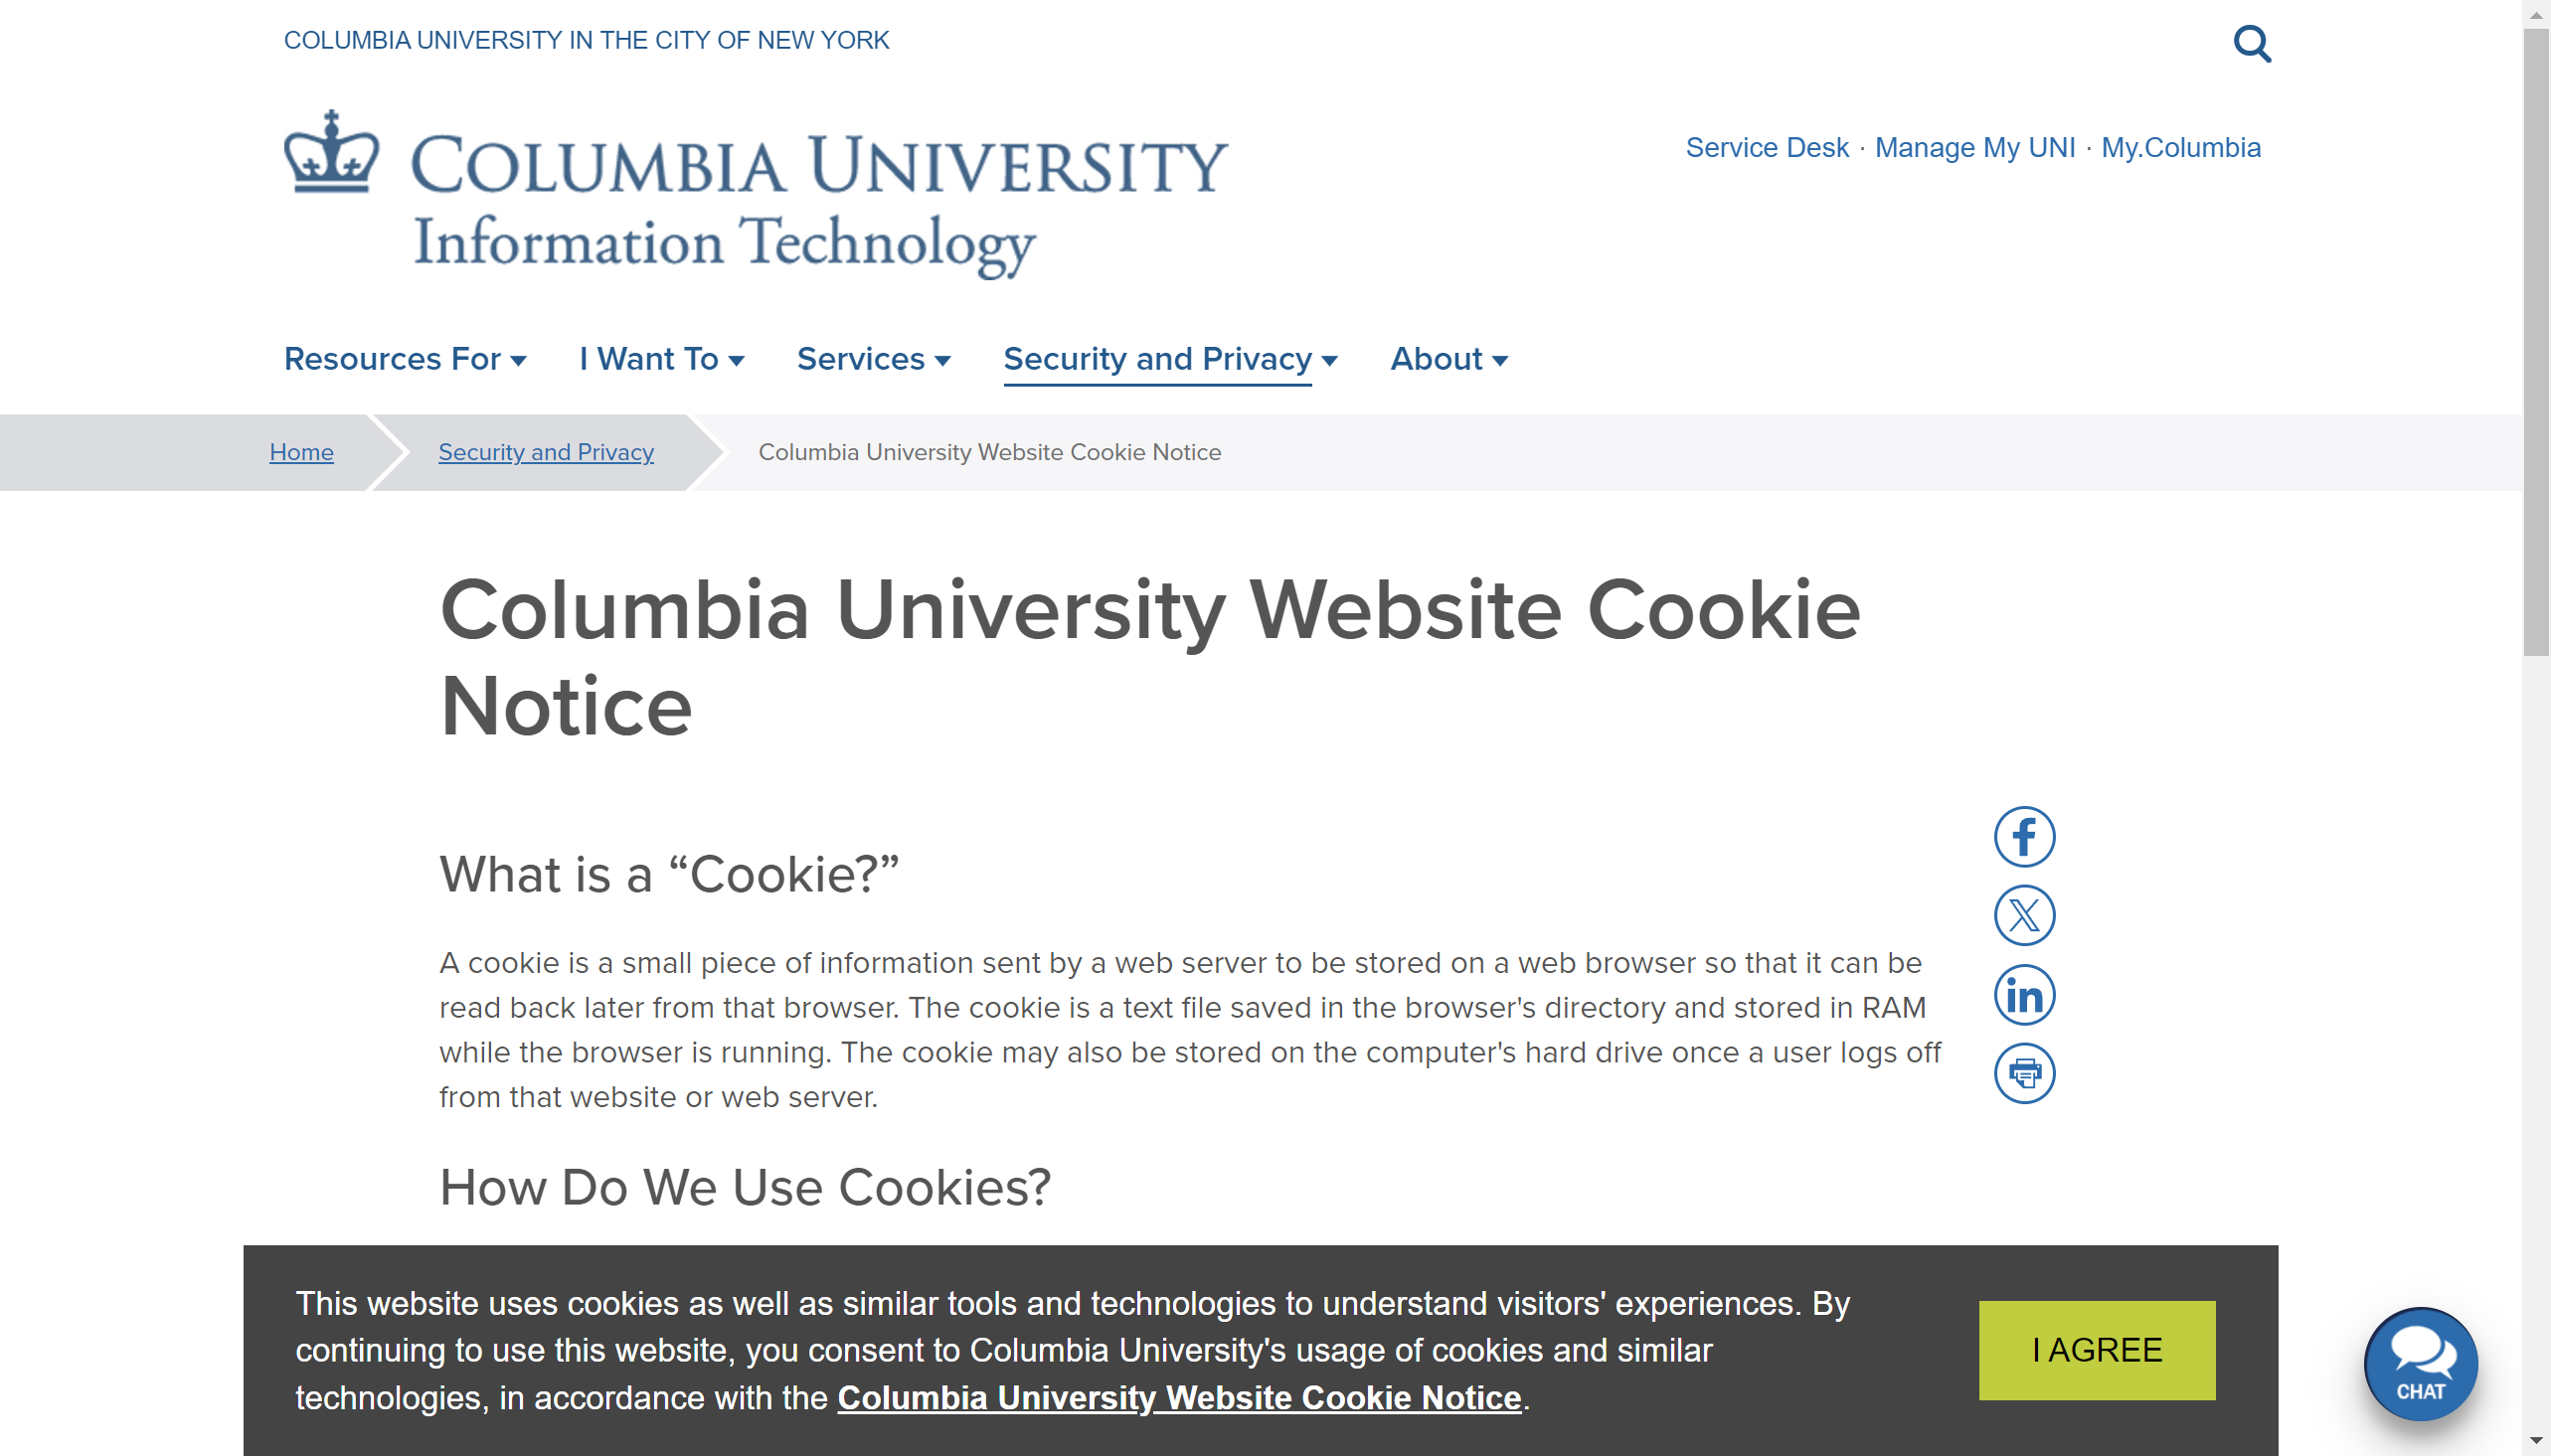 COLUMBIA UNIVERSITY IN THE CITY OF NEW YORK
COLUMBIA UNIVERSITY
Information Technology
Service Desk · Manage My UNI · My.Columbia
Resources For I Want To Services Security and Privacy About
Home Security and Privacy Columbia University Website Cookie Notice
Columbia University Website Cookie
Notice
What is a “Cookie?”
A cookie is a small piece of information sent by a web server to be stored on a web browser so that it can be
read back later from that browser. The cookie is a text file saved in the browser's directory and stored in RAM
while the browser is running. The cookie may also be stored on the computer's hard drive once a user logs off
from that website or web server.
How Do We Use Cookies?
This website uses cookies as well as similar tools and technologies to understand visitors' experiences. By
continuing to use this website, you consent to Columbia University's usage of cookies and similar
technologies, in accordance with the Columbia University Website Cookie Notice.
I AGREE
CHAT